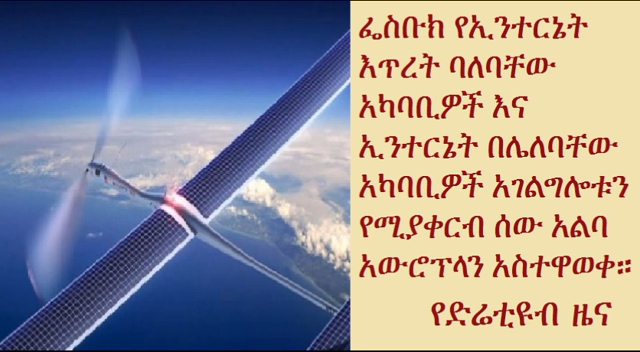 ፌስቡክ የኢንተርኔት
እጥረት ባለባቸው
አካባቢዎች እና
ኢንተርኔት በሌለባቸው
አካባቢዎች አገልግሎቱን
የሚያቀርብ ሰው አልባ
አውሮፕላን አስተዋወቀ።
የድሬቲዩብ ዜና